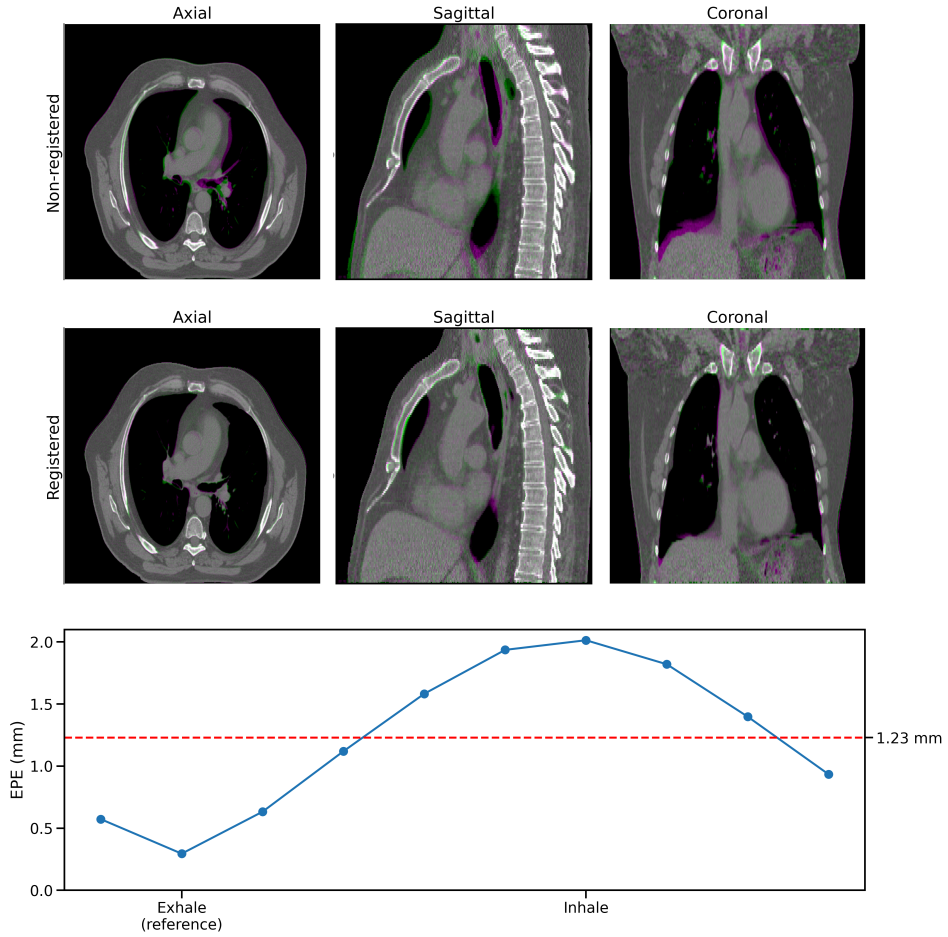 Axial Sagittal Coronal
Non-registered
Axial Sagittal Coronal
Registered
EPE (mm)
2.0
1.5
1.23 mm
1.0
0.5
0.0
Exhale Inhale
(reference)